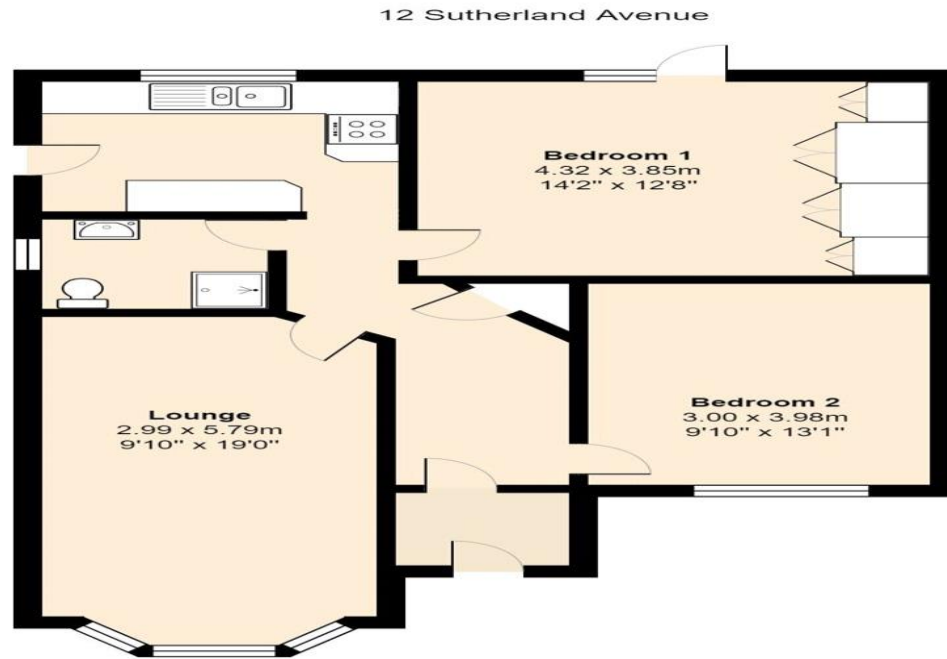 12 Sutherland Avenue
Bedroom 1
4.32 x 3.85m
14'2" x 12'8"
Lounge
2.99 x 5.79m
9'10" x 19'0"
Bedroom 2
3.00 x 3.98m
9'10" x 13'1"